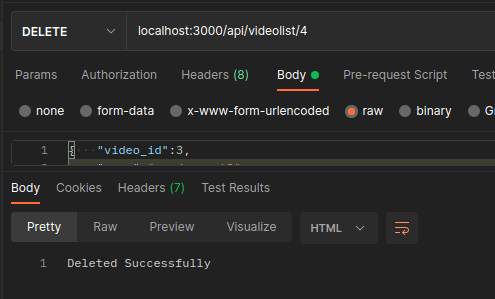 DELETE localhost:3000/api/videolist/4
Params Authorization Headers (8) Body Pre-request Script Test
none form-data x-www-form-urlencoded raw binary G
1 { "video_id":3,
Body Cookies Headers (7) Test Results
Pretty Raw Preview Visualize HTML
1 Deleted Successfully